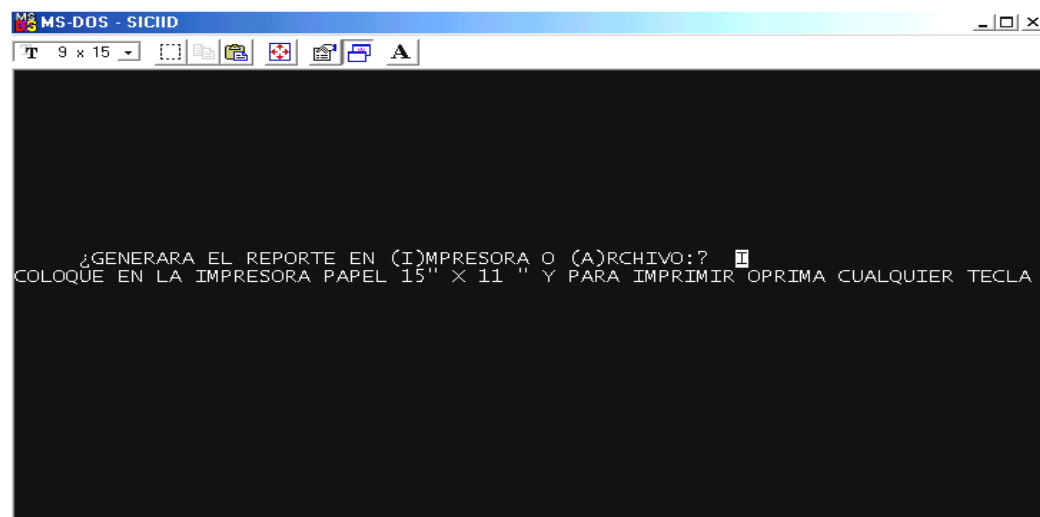 MS-DOS - SICIID
9 x 15 A
¿GENERARA EL REPORTE EN (I)MPRESORA O (A)RCHIVO:? I
COLOQUE EN LA IMPRESORA PAPEL 15" X 11 " Y PARA IMPRIMIR OPRIMA CUALQUIER TECLA